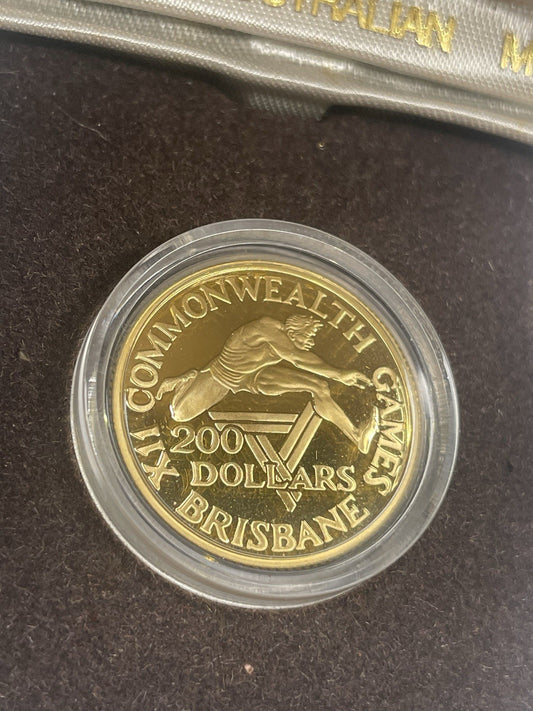 AUSTRALIAN
XII COMMONWEALTH GAMES
200
DOLLARS
BRISBANE